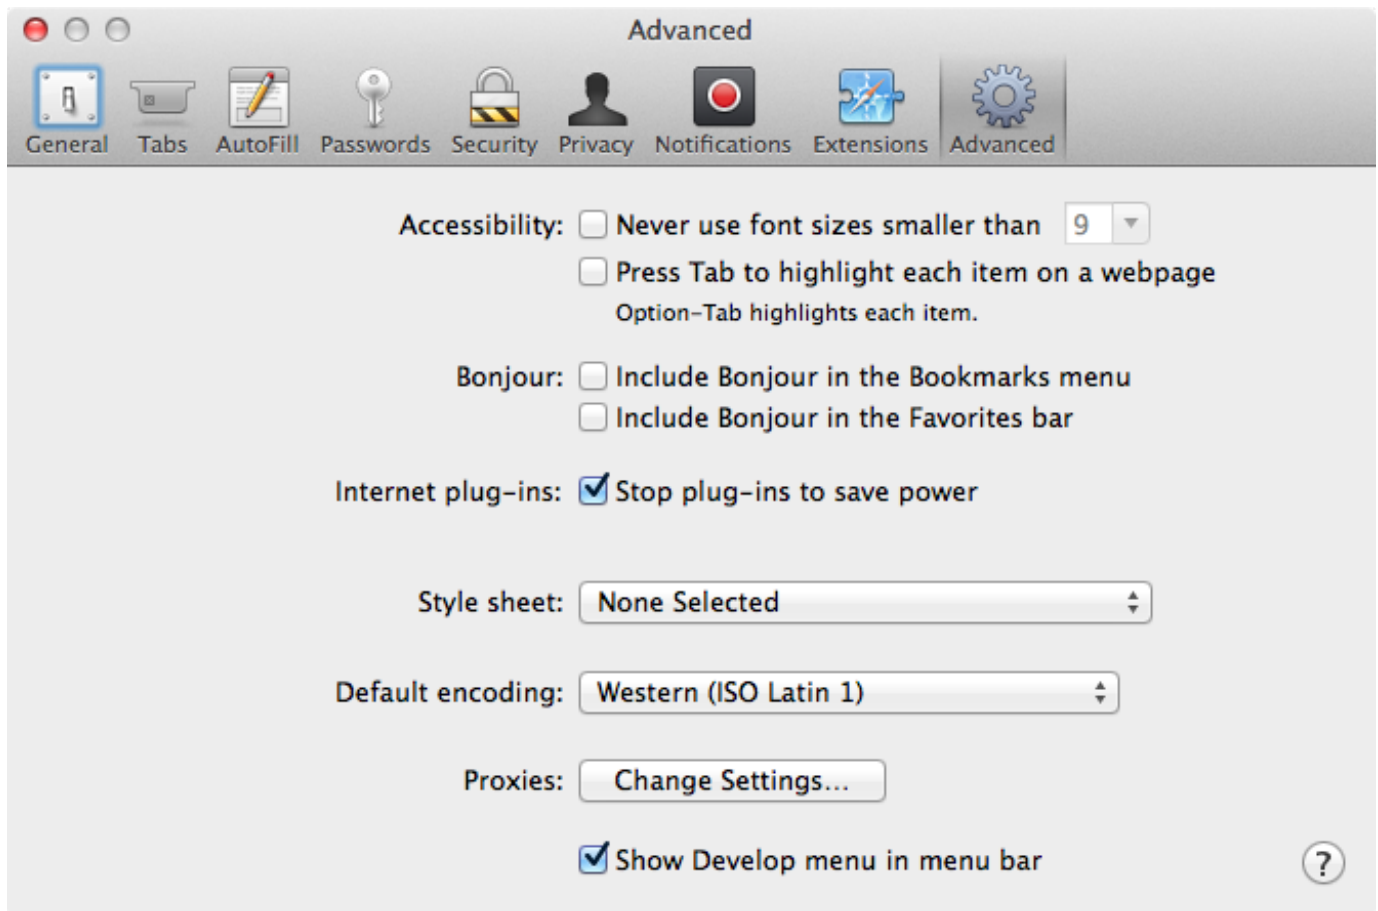 Advanced
General Tabs AutoFill Passwords Security Privacy Notifications Extensions Advanced
Accessibility: Never use font sizes smaller than 9
Press Tab to highlight each item on a webpage
Option-Tab highlights each item.
Bonjour: Include Bonjour in the Bookmarks menu
Include Bonjour in the Favorites bar
Internet plug-ins: Stop plug-ins to save power
Style sheet: None Selected
Default encoding: Western (ISO Latin 1)
Proxies: Change Settings...
Show Develop menu in menu bar ?